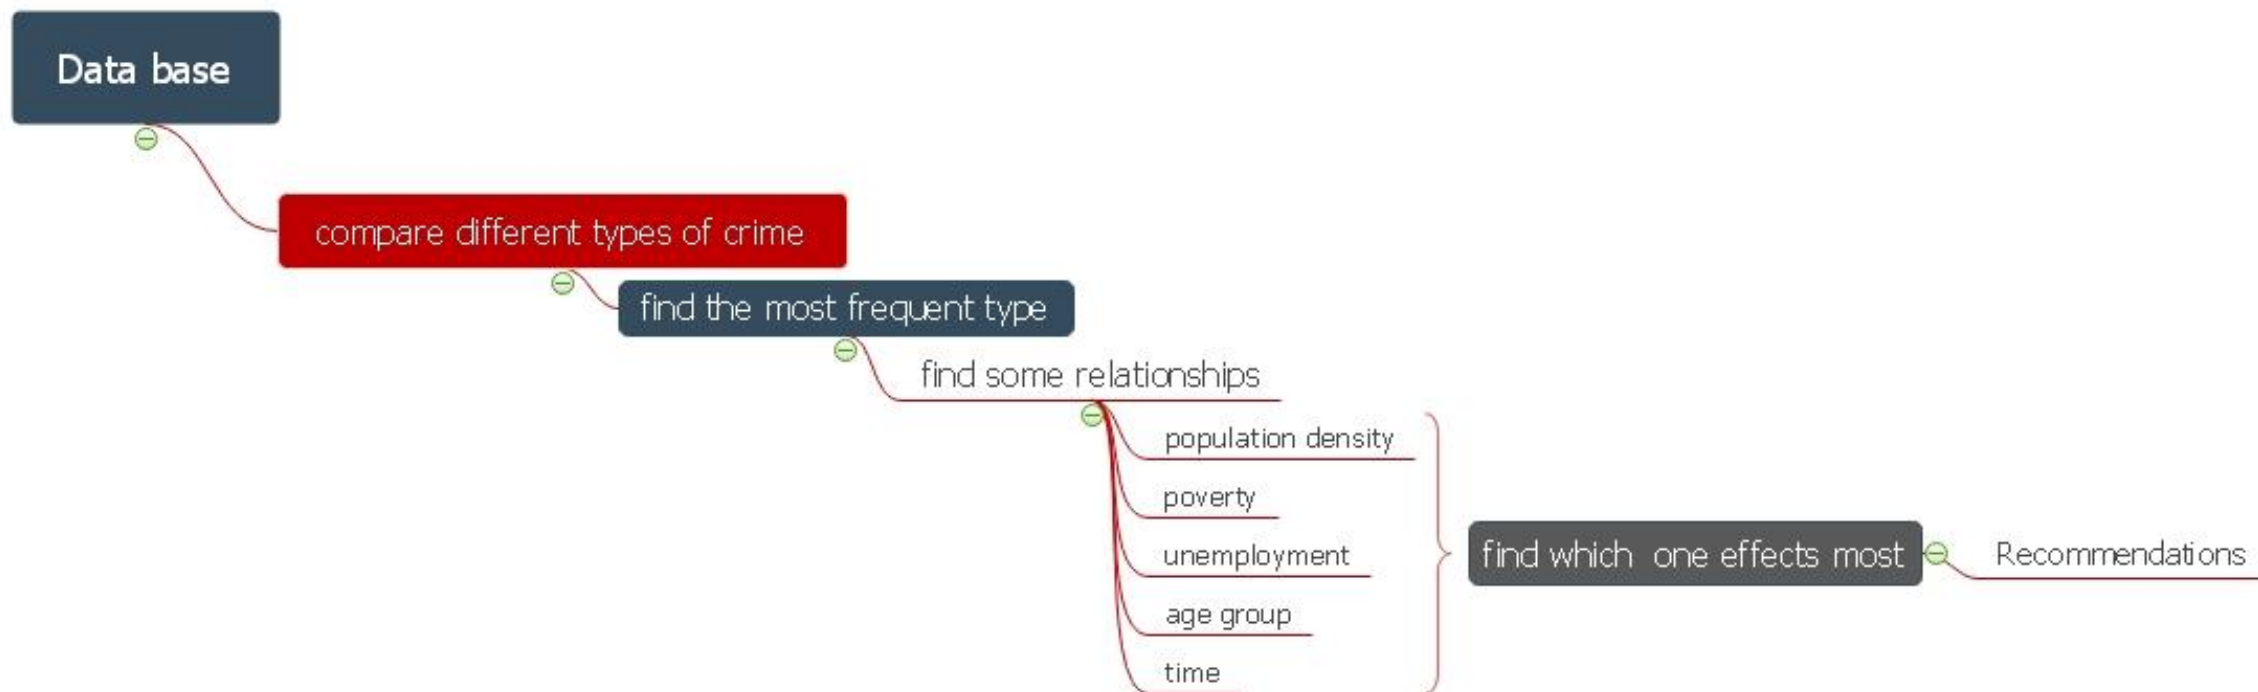 Data base
compare different types of crime
find the most frequent type
find some relationships
population density
poverty
unemployment
age group
time
find which one effects most
Recommendations